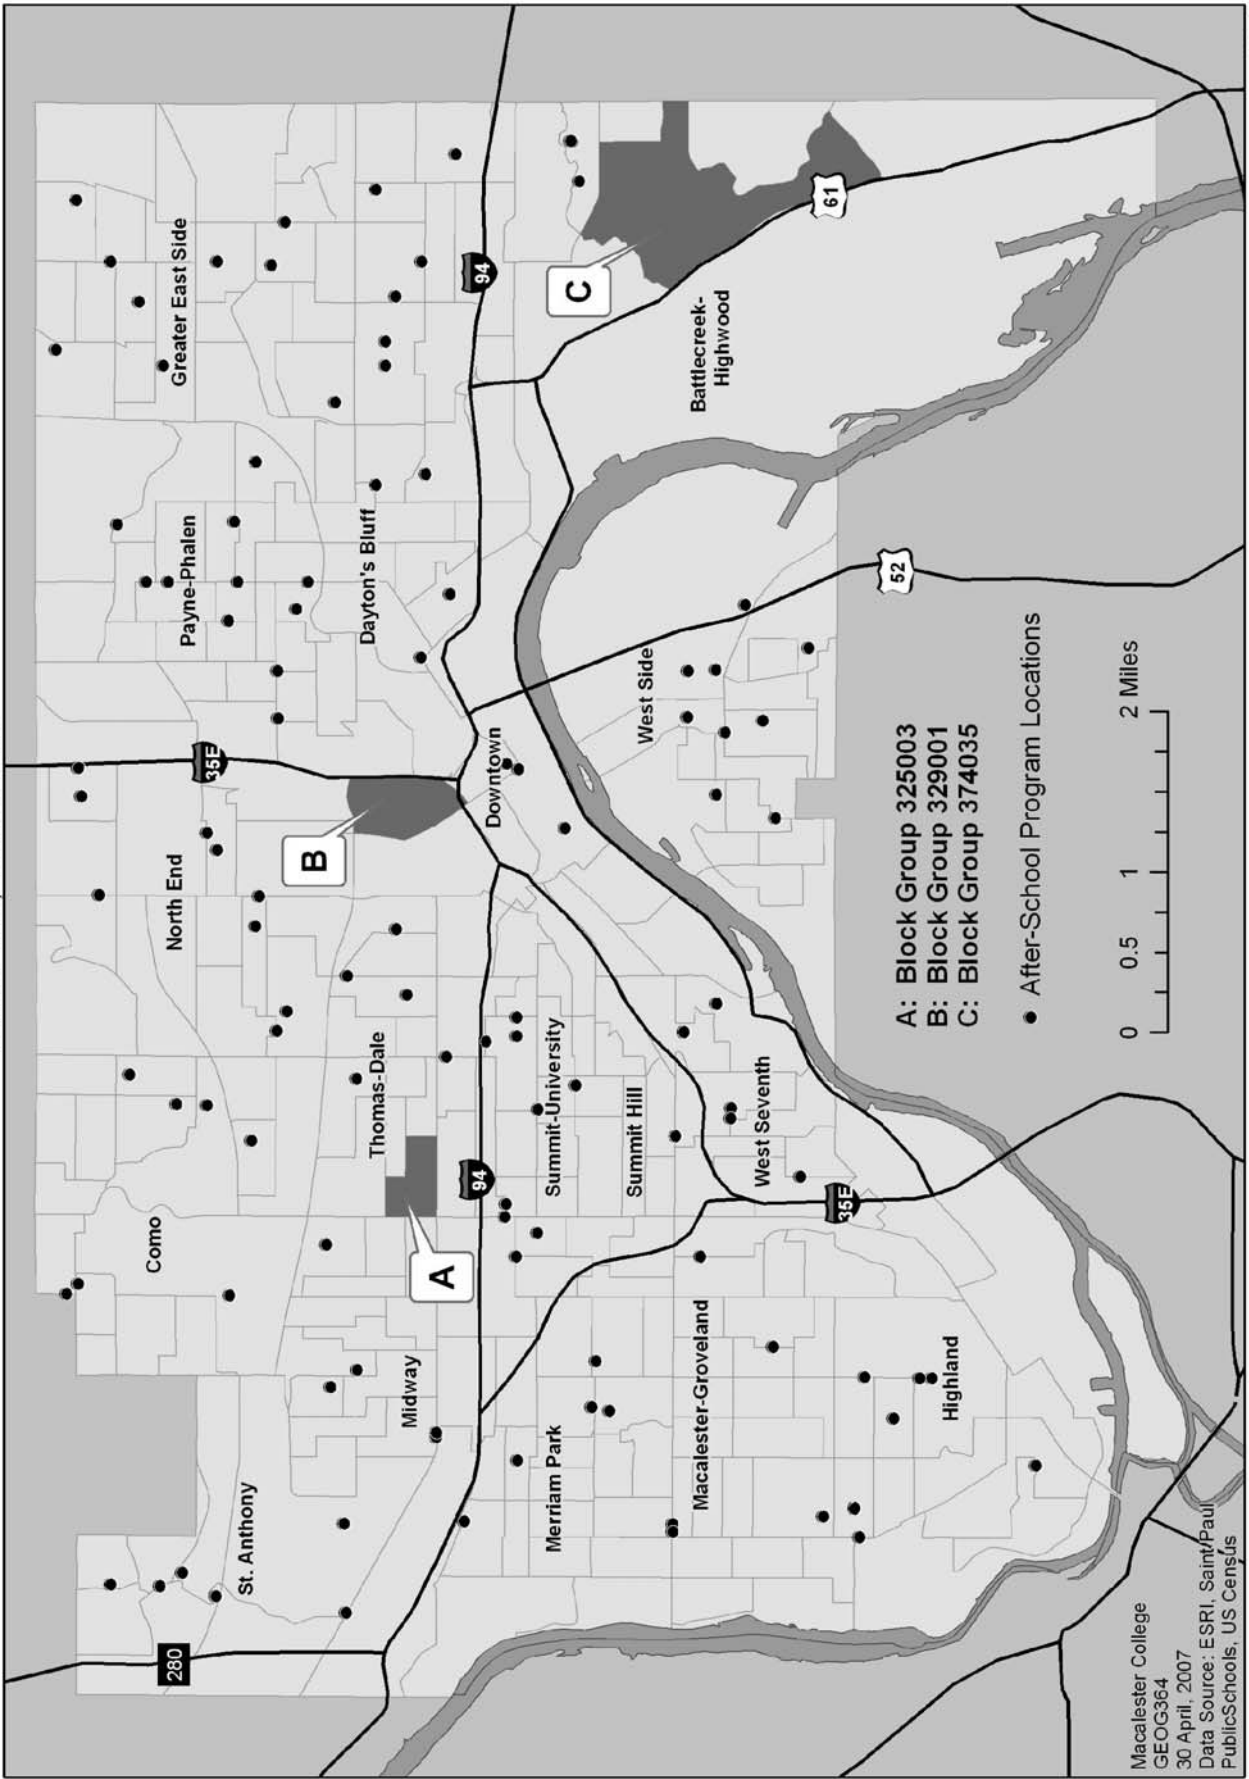 280
St. Anthony
Como
North End
35E
Payne-Phalen
Greater East Side
Midway
Thomas-Dale
Dayton's Bluff
A
B
94
94
C
Merriam Park
Summit-University
Downtown
Summit Hill
West Side
Macalester-Groveland
West Seventh
Battlecreek-
Highwood
61
35E
52
Highland
A: Block Group 325003
B: Block Group 329001
C: Block Group 374035
After-School Program Locations
0 0.5 1 2 Miles
Macalester College
GEOG364
30 April, 2007
Data Source: ESRI, Saint Paul
PublicSchools, US Census